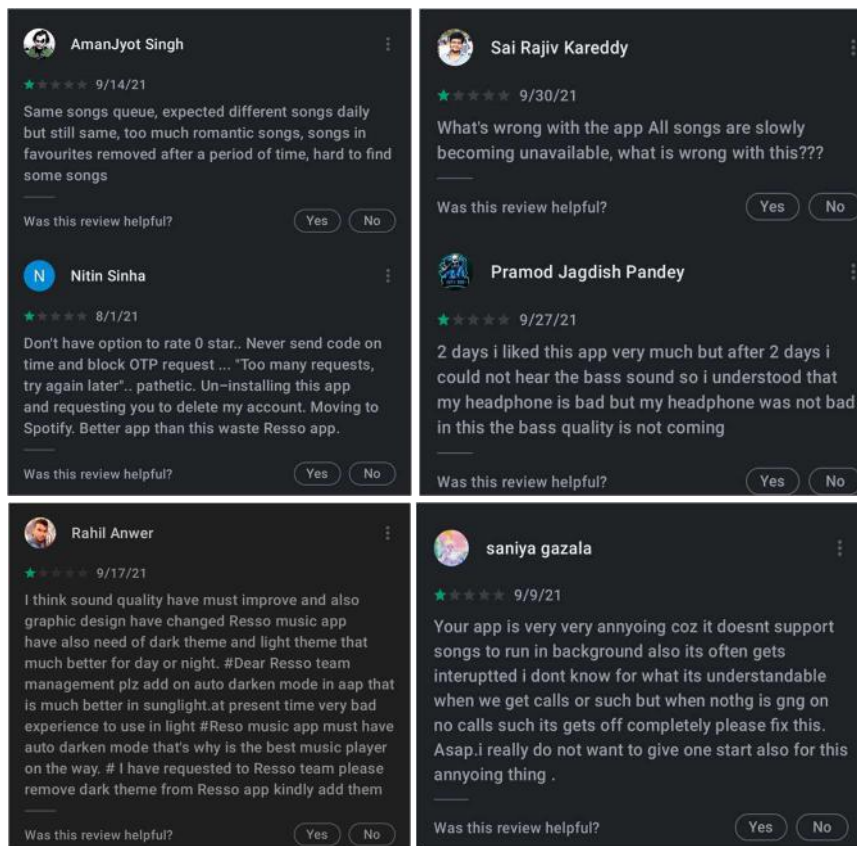 AmanJyot Singh
9/14/21
Same songs queue, expected different songs daily
but still same, too much romantic songs, songs in
favourites removed after a period of time, hard to find
some songs
Was this review helpful?
Yes
No
N
Nitin Sinha
8/1/21
Don't have option to rate 0 star.. Never send code on
time and block OTP request ... "Too many requests,
try again later".. pathetic. Un–installing this app
and requesting you to delete my account. Moving to
Spotify. Better app than this waste Resso app.
Was this review helpful?
Yes
No
Sai Rajiv Kareddy
9/30/21
What's wrong with the app All songs are slowly
becoming unavailable, what is wrong with this???
Was this review helpful?
Yes
No
Pramod Jagdish Pandey
9/27/21
2 days i liked this app very much but after 2 days i
could not hear the bass sound so i understood that
my headphone is bad but my headphone was not bad
in this the bass quality is not coming
Was this review helpful?
Yes
No
Rahil Anwer
9/17/21
I think sound quality have must improve and also
graphic design have changed Resso music app
have also need of dark theme and light theme that
much better for day or night. #Dear Resso team
management plz add on auto darken mode in aap that
is much better in sunglight.at present time very bad
experience to use in light #Reso music app must have
auto darken mode that's why is the best music player
on the way. # I have requested to Resso team please
remove dark theme from Resso app kindly add them
Was this review helpful?
Yes
No
saniya gazala
9/9/21
Your app is very very annyoing coz it doesnt support
songs to run in background also its often gets
interuptted i dont know for what its understandable
when we get calls or such but when nothg is gng on
no calls such its gets off completely please fix this.
Asap.i really do not want to give one start also for this
annyoing thing .
Was this review helpful?
Yes
No